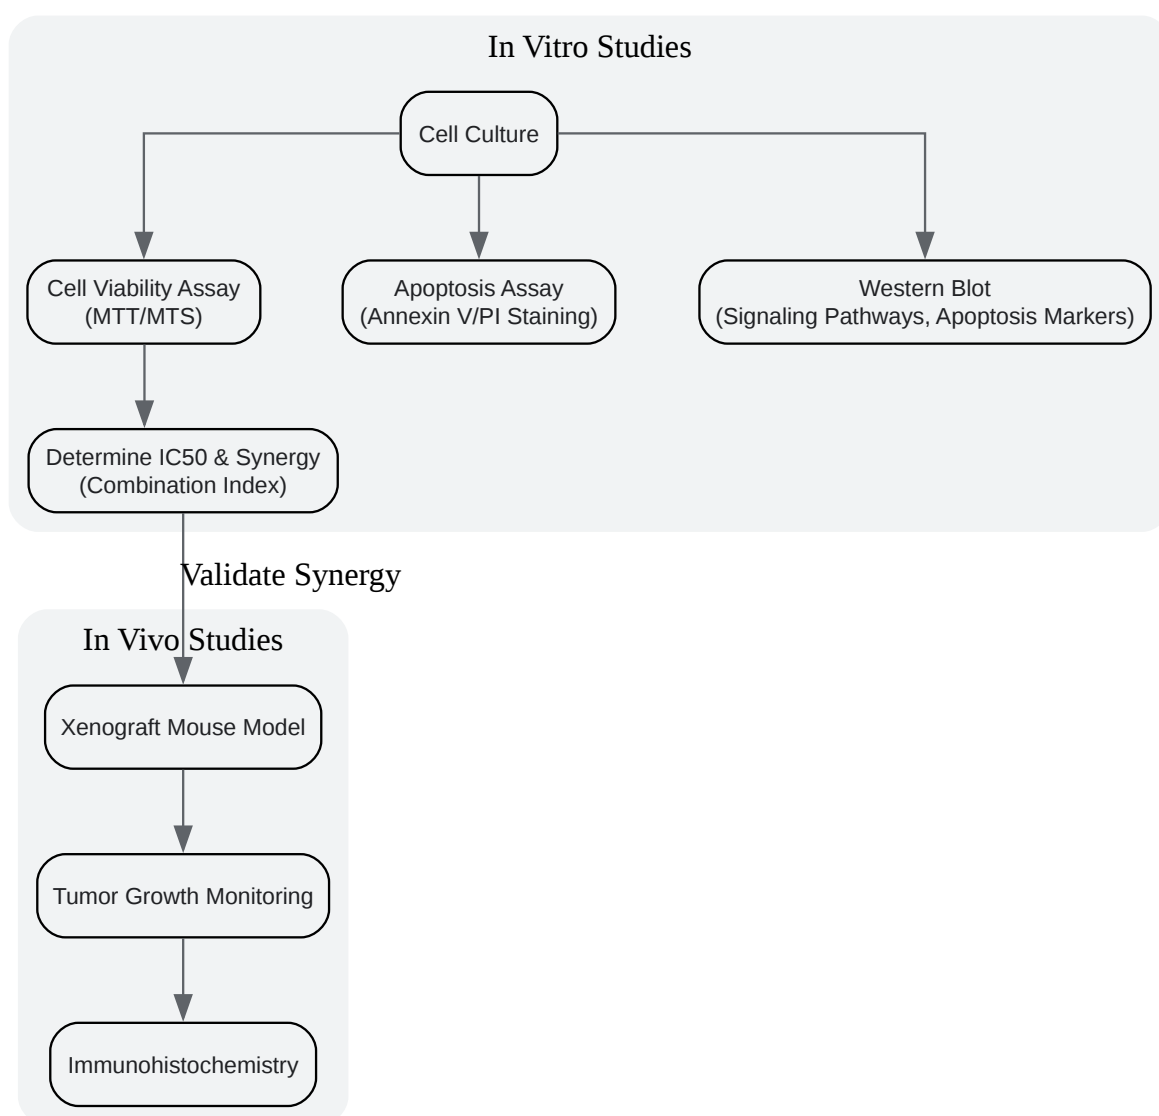 In Vitro Studies
Cell Culture
Cell Viability Assay
(MTT/MTS)
Apoptosis Assay
(Annexin V/PI Staining)
Western Blot
(Signaling Pathways, Apoptosis Markers)
Determine IC50 & Synergy
(Combination Index)
Validate Synergy
In Vivo Studies
Xenograft Mouse Model
Tumor Growth Monitoring
Immunohistochemistry